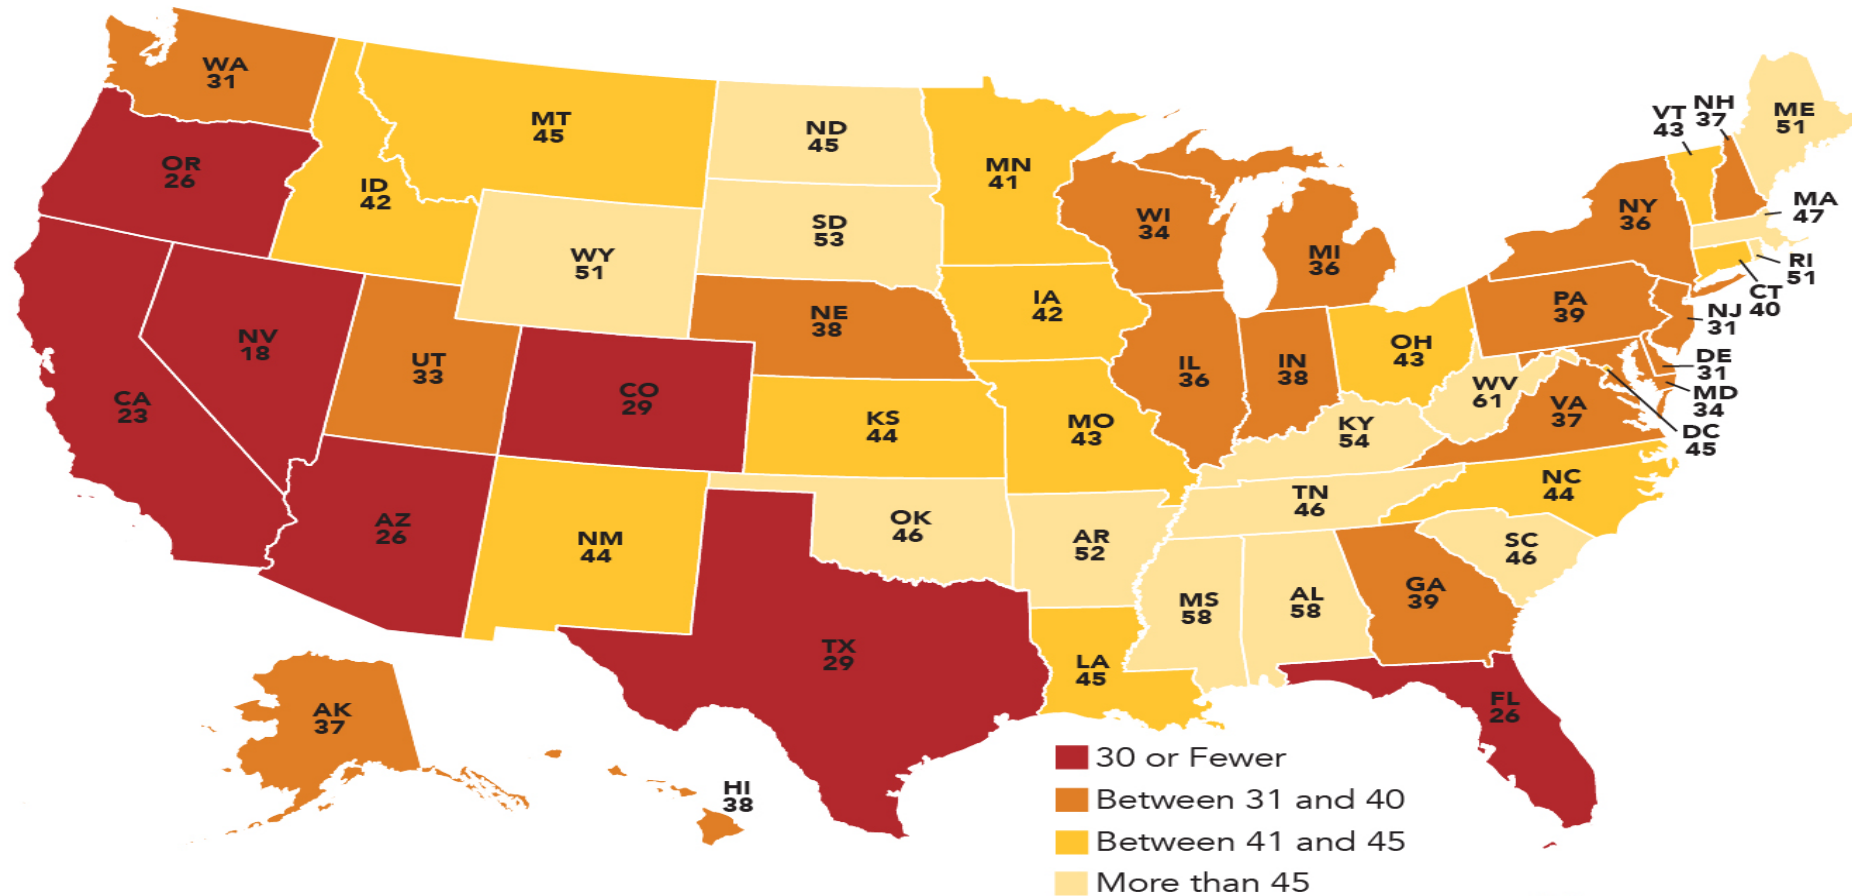 WA
31
OR
26
CA
23
NV
18
ID
42
MT
45
WY
51
UT
33
CO
29
AZ
26
NM
44
ND
45
SD
53
NE
38
KS
44
OK
46
TX
29
MN
41
IA
42
MO
43
AR
52
LA
45
WI
34
IL
36
MI
36
IN
38
OH
43
KY
54
TN
46
MS
58
AL
58
GA
39
FL
26
SC
46
NC
44
VA
37
WV
61
PA
39
NY
36
VT
43
NH
37
ME
51
MA
47
RI
51
CT
40
NJ
31
DE
31
MD
34
DC
45
AK
37
HI
38
30 or Fewer
Between 31 and 40
Between 41 and 45
More than 45